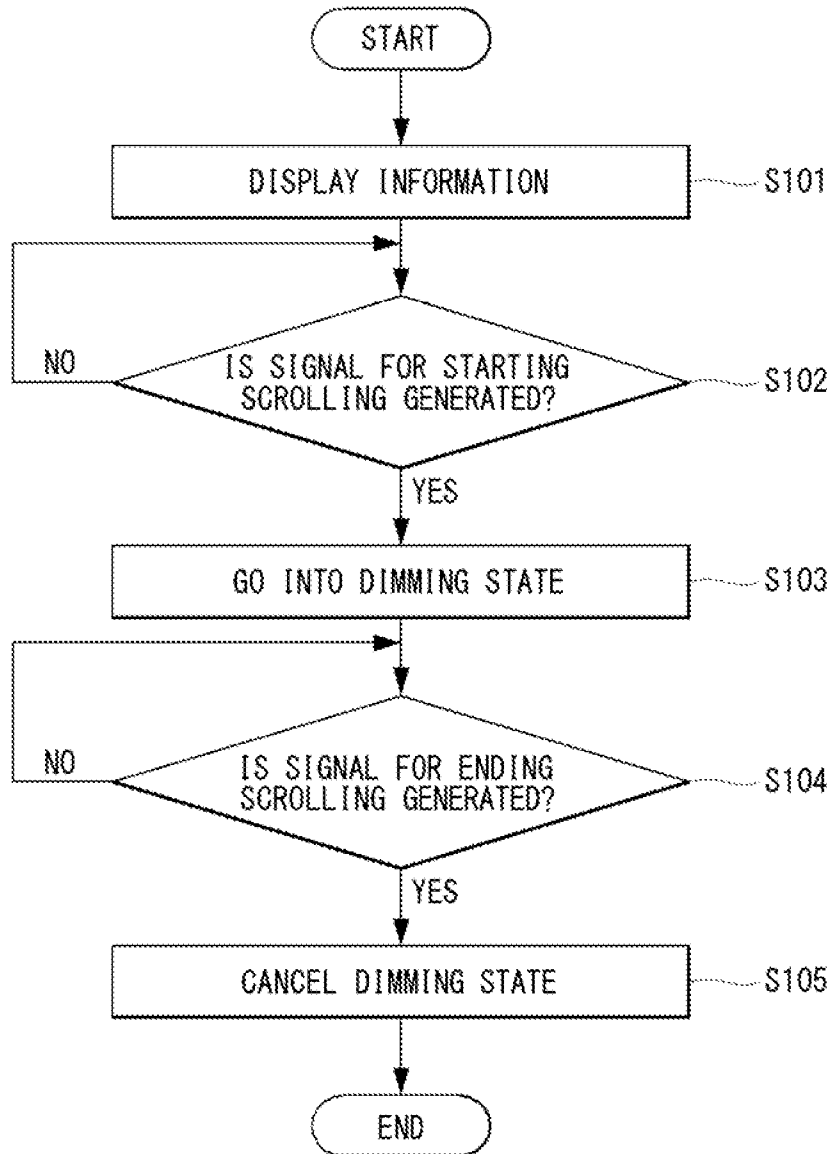 START
DISPLAY INFORMATION
S101
NO
IS SIGNAL FOR STARTING
SCROLLING GENERATED?
S102
YES
GO INTO DIMMING STATE
S103
NO
IS SIGNAL FOR ENDING
SCROLLING GENERATED?
S104
YES
CANCEL DIMMING STATE
S105
END